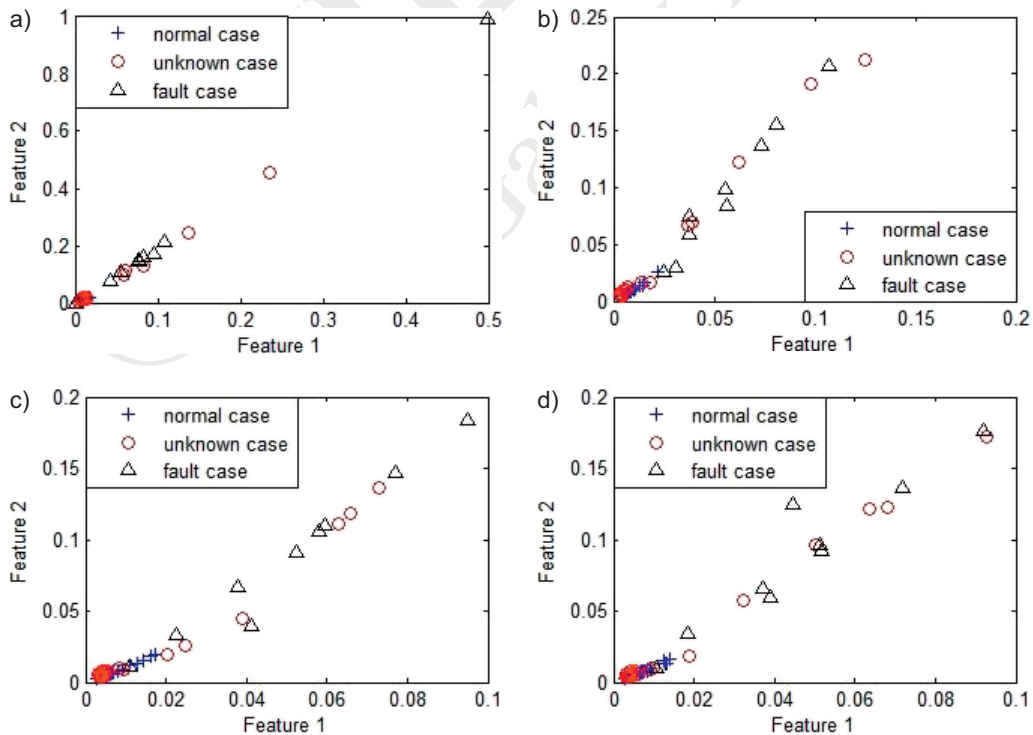 a)
1
0.8
0.6
0.4
0.2
0
0
0.1
0.2
0.3
0.4
0.5
Feature 1
Feature 2
normal case
unknown case
fault case
b)
0.25
0.2
0.15
0.1
0.05
0
0
0.05
0.1
0.15
0.2
Feature 1
Feature 2
normal case
unknown case
fault case
c)
0.2
0.15
0.1
0.05
0
0
0.02
0.04
0.06
0.08
0.1
Feature 1
Feature 2
normal case
unknown case
fault case
d)
0.2
0.15
0.1
0.05
0
0
0.02
0.04
0.06
0.08
0.1
Feature 1
Feature 2
normal case
unknown case
fault case